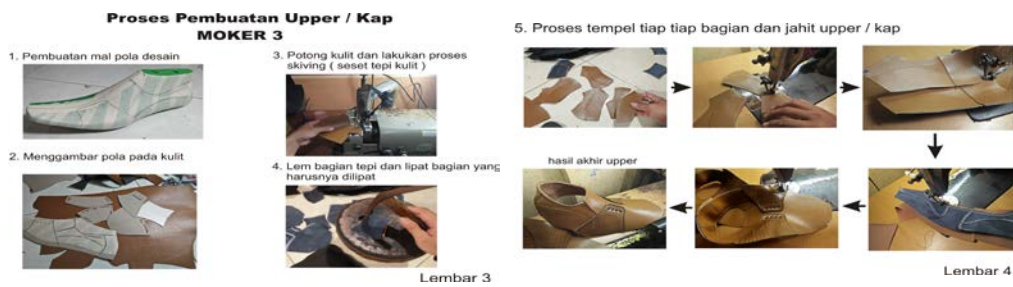 Proses Pembuatan Upper / Kap
MOKER 3
1. Pembuatan mal pola desain
2. Menggambar pola pada kulit
3. Potong kulit dan lakukan proses
skiving ( seset tepi kulit )
4. Lem bagian tepi dan lipat bagian yang
harusnya dilipat
Lembar 3
5. Proses tempel tiap tiap bagian dan jahit upper / kap
hasil akhir upper
Lembar 4